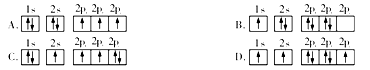 1s 2s 2p 2p 2p 1s 2s 2p 2p 2p
A. ↑↓ ↑↓ ↑ ↑ ↑ B. ↑↓ ↑ ↑↓ ↑↓
1s 2s 2p 2p 2p 1s 2s 2p 2p 2p
C. ↑↓ ↑ ↑ ↑ ↑↓ D. ↑ ↑ ↑↓ ↑↓ ↑